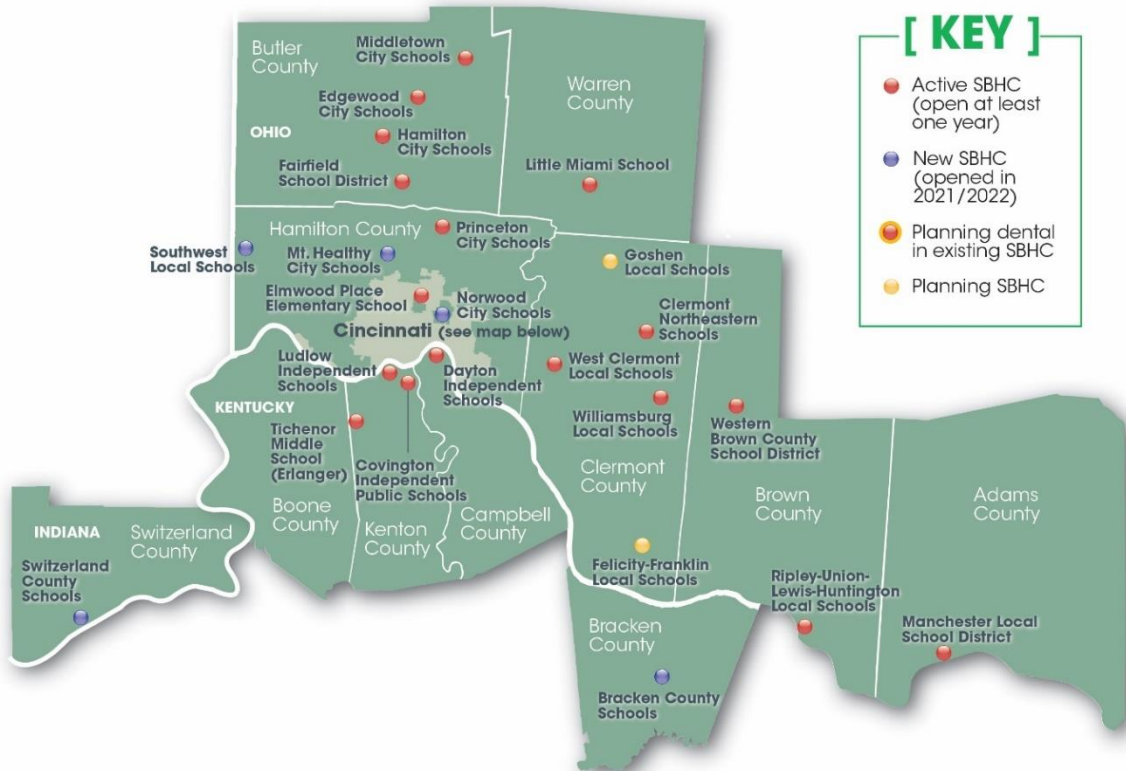 Butler
County
Middletown
City Schools
Edgewood
City Schools
OHIO
Hamilton
City Schools
Fairfield
School District
Warren
County
Little Miami School
Hamilton County
Princeton
City Schools
Southwest
Local Schools
Mt. Healthy
City Schools
Elmwood Place
Elementary School
Norwood
City Schools
Cincinnati (see map below)
Goshen
Local Schools
Clermont
Northeastern
Schools
West Clermont
Local Schools
Williamsburg
Local Schools
Western
Brown County
School District
Ludlow
Independent
Schools
Dayton
Independent
Schools
KENTUCKY
Tichenor
Middle
School
(Erlanger)
Covington
Independent
Public Schools
Boone
County
Kenton
County
Campbell
County
Clermont
County
Brown
County
Adams
County
INDIANA
Switzerland
County
Switzerland
County
Schools
Felicity-Franklin
Local Schools
Ripley-Union-
Lewis-Huntington
Local Schools
Manchester Local
School District
Bracken
County
Bracken County
Schools
[ KEY ]
Active SBHC
(open at least
one year)
New SBHC
(opened in
2021/2022)
Planning dental
in existing SBHC
Planning SBHC